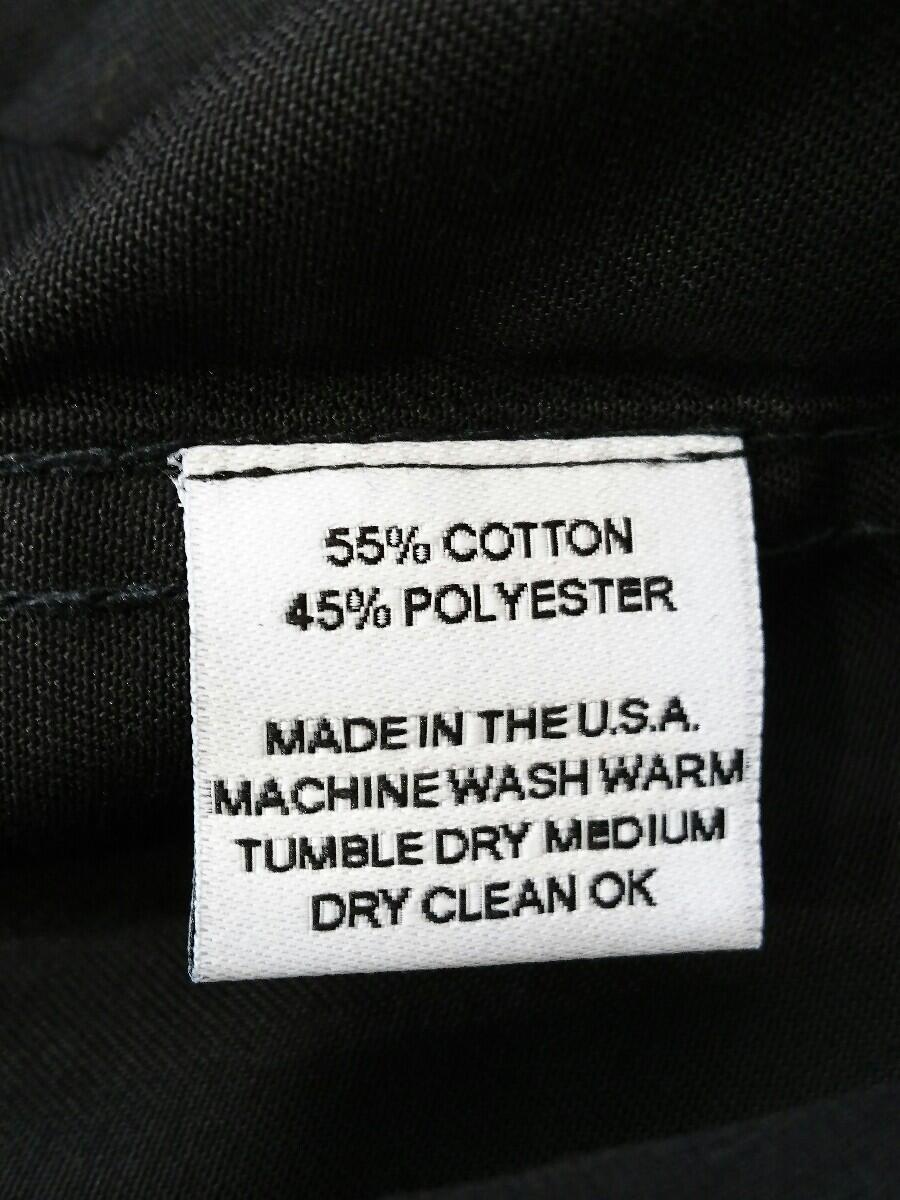 55% COTTON
45% POLYESTER
MADE IN THE U.S.A.
MACHINE WASH WARM
TUMBLE DRY MEDIUM
DRY CLEAN OK